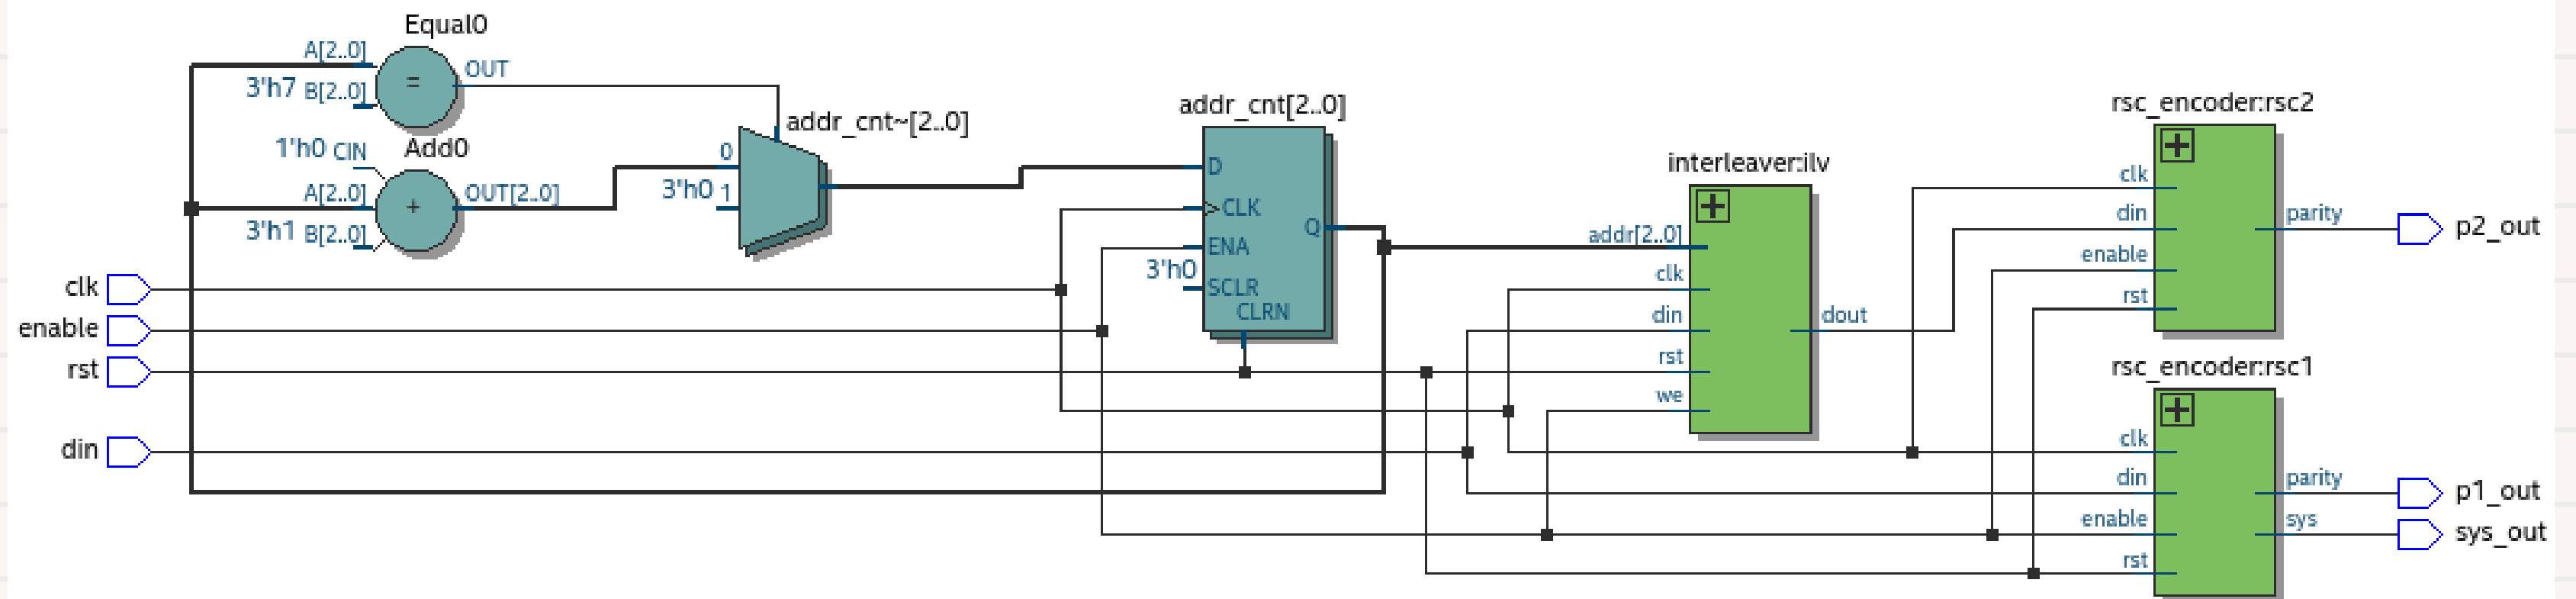 Equal0
A[2..0]
=
OUT
3'h7 B[2..0]
addr_cnt~[2..0]
1'h0 CIN
Add0
A[2..0]
+
OUT[2..0]
3'h1 B[2..0]
0
3'h0 1
addr_cnt[2..0]
D
CLK
Q
ENA
3'h0
SCLR
CLRN
clk
enable
rst
din
interleaver:ilv
addr[2..0]
clk
din
dout
rst
we
rsc_encoder:rsc2
clk
din
parity
p2_out
enable
rst
rsc_encoder:rsc1
clk
din
parity
p1_out
enable
sys
sys_out
rst